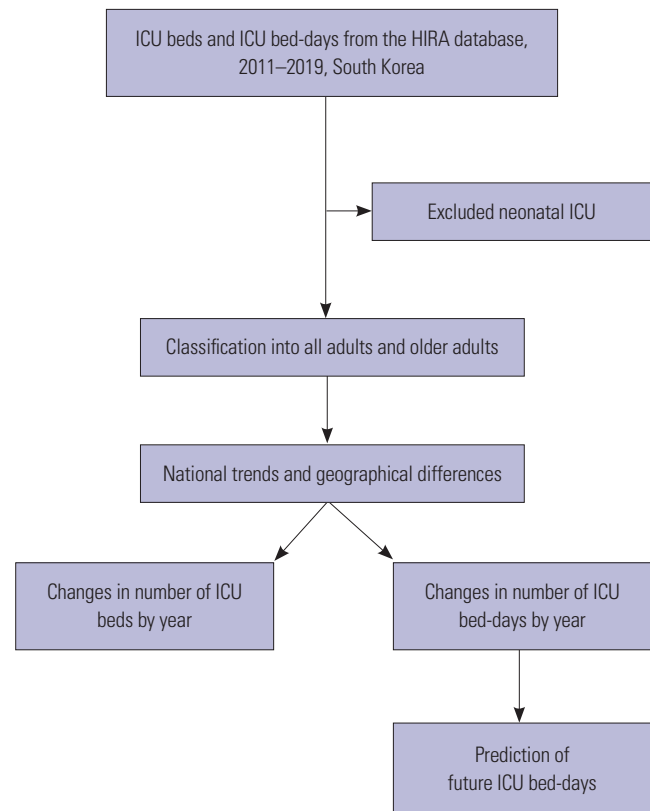 ICU beds and ICU bed-days from the HIRA database,
2011–2019, South Korea
Excluded neonatal ICU
Classification into all adults and older adults
National trends and geographical differences
Changes in number of ICU
beds by year
Changes in number of ICU
bed-days by year
Prediction of
future ICU bed-days